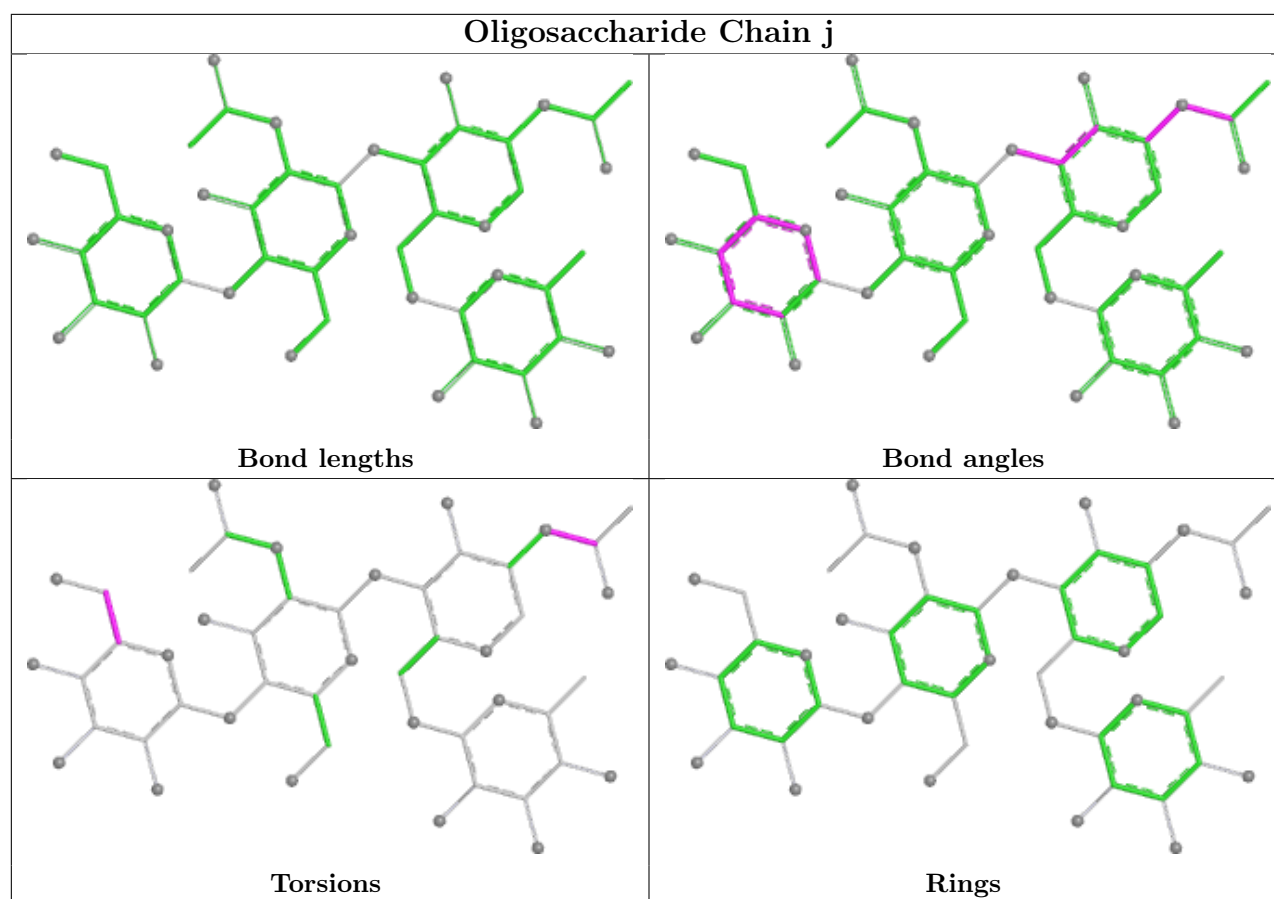 Oligosaccharide Chain j
Bond lengths
Bond angles
Torsions
Rings